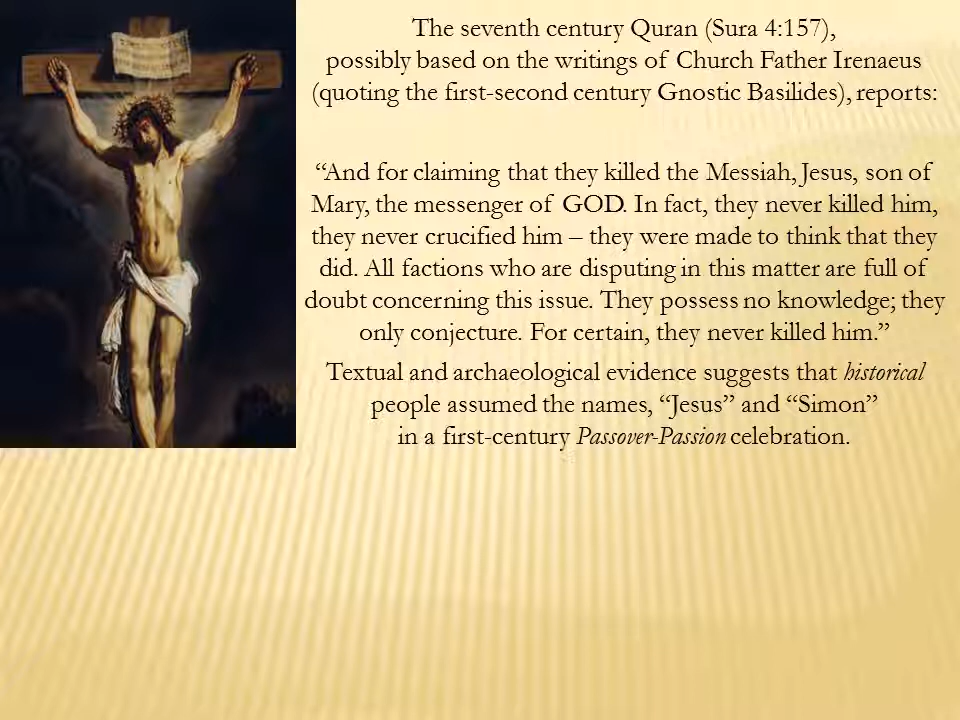 The seventh century Quran (Sura 4:157),
possibly based on the writings of Church Father Irenaeus
(quoting the first-second century Gnostic Basilides), reports:
“And for claiming that they killed the Messiah, Jesus, son of
Mary, the messenger of GOD. In fact, they never killed him,
they never crucified him – they were made to think that they
did. All factions who are disputing in this matter are full of
doubt concerning this issue. They possess no knowledge; they
only conjecture. For certain, they never killed him.”
Textual and archaeological evidence suggests that historical
people assumed the names, “Jesus” and “Simon”
in a first-century Passover-Passion celebration.